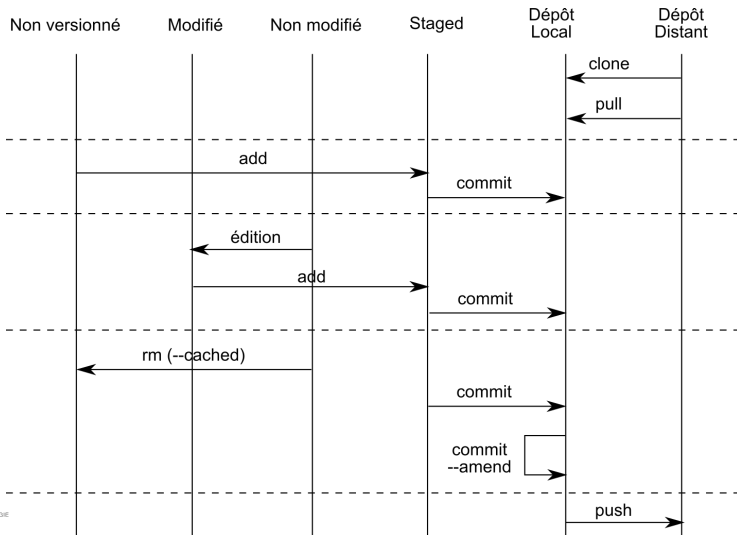 Non versionné
Modifié
Non modifié
Staged
Dépôt
Local
Dépôt
Distant
clone
pull
add
commit
édition
add
commit
rm (--cached)
commit
commit
--amend
push